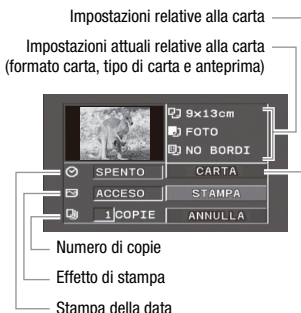 Impostazioni relative alla carta
Impostazioni attuali relative alla carta
(formato carta, tipo di carta e anteprima)
9x13cm
FOTO
NO BORDI
SPENTO
CARTA
ACCESO
STAMPA
1 COPIE
ANNULLA
Numero di copie
Effetto di stampa
Stampa della data